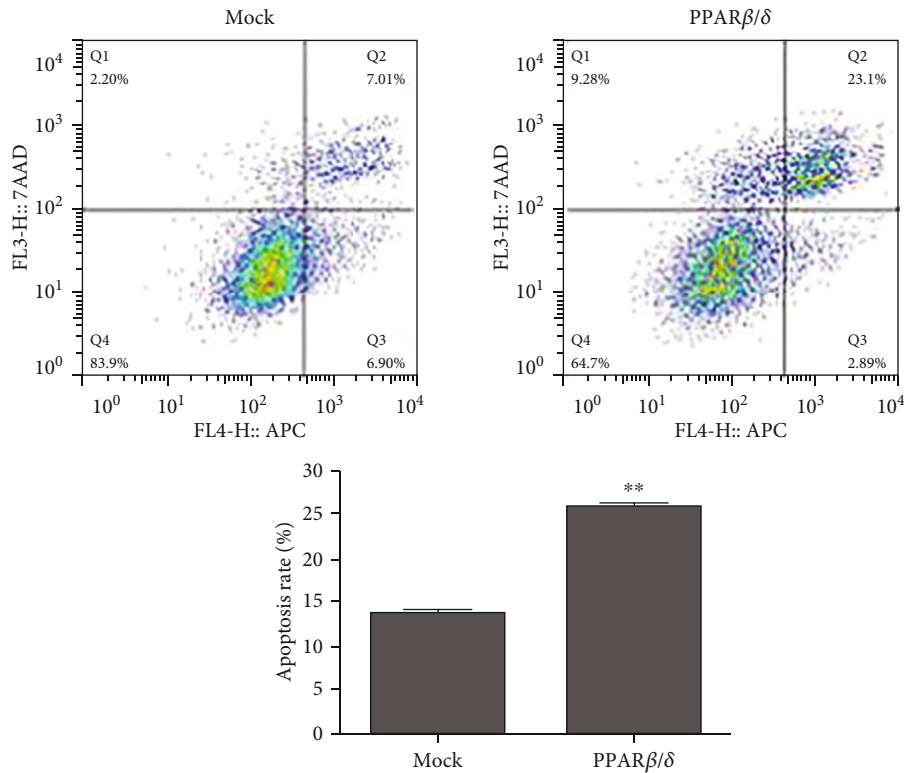 Mock
Q1
2.20%
Q2
7.01%
Q4
83.9%
Q3
6.90%
10⁴
10³
10²
10¹
10⁰
FL3-H:: 7AAD
10⁰ 10¹ 10² 10³ 10⁴
FL4-H:: APC
PPARβ/δ
Q1
9.28%
Q2
23.1%
Q4
64.7%
Q3
2.89%
10⁴
10³
10²
10¹
10⁰
FL3-H:: 7AAD
10⁰ 10¹ 10² 10³ 10⁴
FL4-H:: APC
30
25
20
15
10
5
0
Apoptosis rate (%)
**
Mock PPARβ/δ